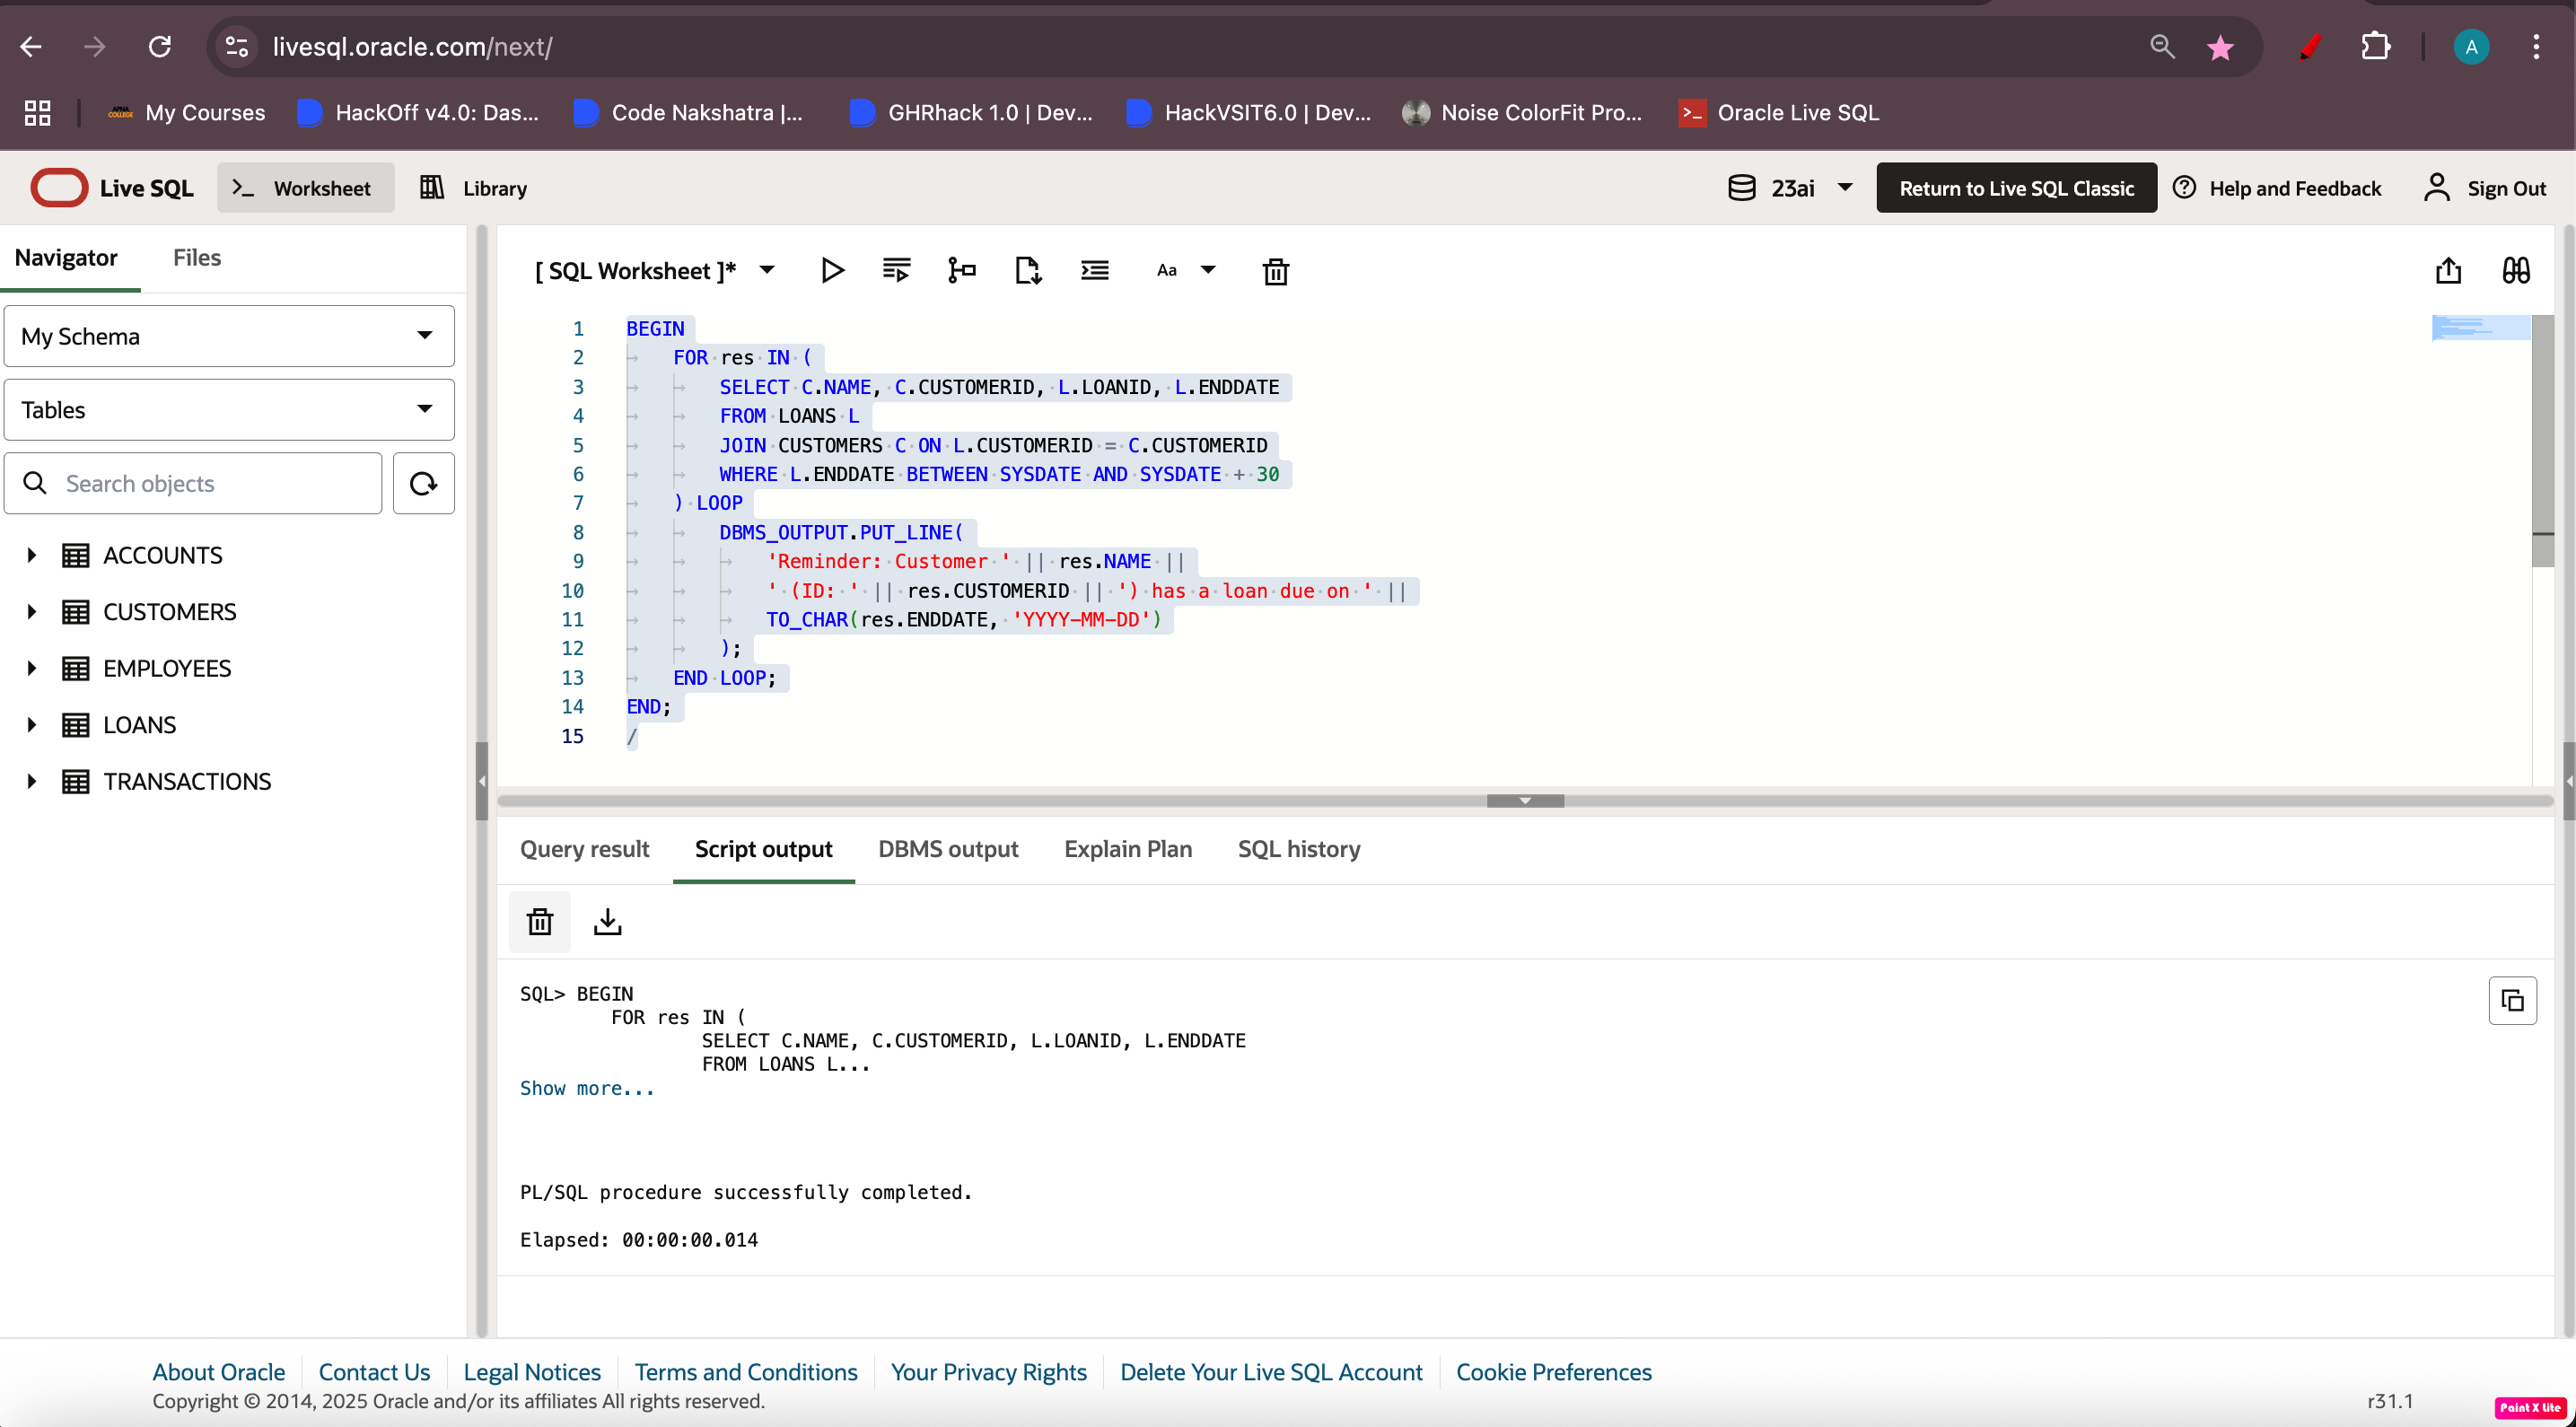 livesql.oracle.com/next/
A
My Courses
HackOff v4.0: Das...
Code Nakshatra |...
GHRhack 1.0 | Dev...
HackVSIT6.0 | Dev...
Noise ColorFit Pro...
Oracle Live SQL
Live SQL
Worksheet
Library
23ai
Return to Live SQL Classic
Help and Feedback
Sign Out
Navigator
Files
My Schema
Tables
Search objects
ACCOUNTS
CUSTOMERS
EMPLOYEES
LOANS
TRANSACTIONS
[ SQL Worksheet ]*
Aa
1 BEGIN
2 FOR res IN (
3 SELECT C.NAME, C.CUSTOMERID, L.LOANID, L.ENDDATE
4 FROM LOANS L
5 JOIN CUSTOMERS C ON L.CUSTOMERID = C.CUSTOMERID
6 WHERE L.ENDDATE BETWEEN SYSDATE AND SYSDATE + 30
7 ) LOOP
8 DBMS_OUTPUT.PUT_LINE(
9 'Reminder: Customer ' || res.NAME ||
10 ' (ID: ' || res.CUSTOMERID || ') has a loan due on ' ||
11 TO_CHAR(res.ENDDATE, 'YYYY-MM-DD')
12 );
13 END LOOP;
14 END;
15 /
Query result
Script output
DBMS output
Explain Plan
SQL history
SQL> BEGIN
FOR res IN (
SELECT C.NAME, C.CUSTOMERID, L.LOANID, L.ENDDATE
FROM LOANS L...
Show more...
PL/SQL procedure successfully completed.
Elapsed: 00:00:00.014
About Oracle
Contact Us
Legal Notices
Terms and Conditions
Your Privacy Rights
Delete Your Live SQL Account
Cookie Preferences
Copyright © 2014, 2025 Oracle and/or its affiliates All rights reserved.
r31.1
Paint X Lite